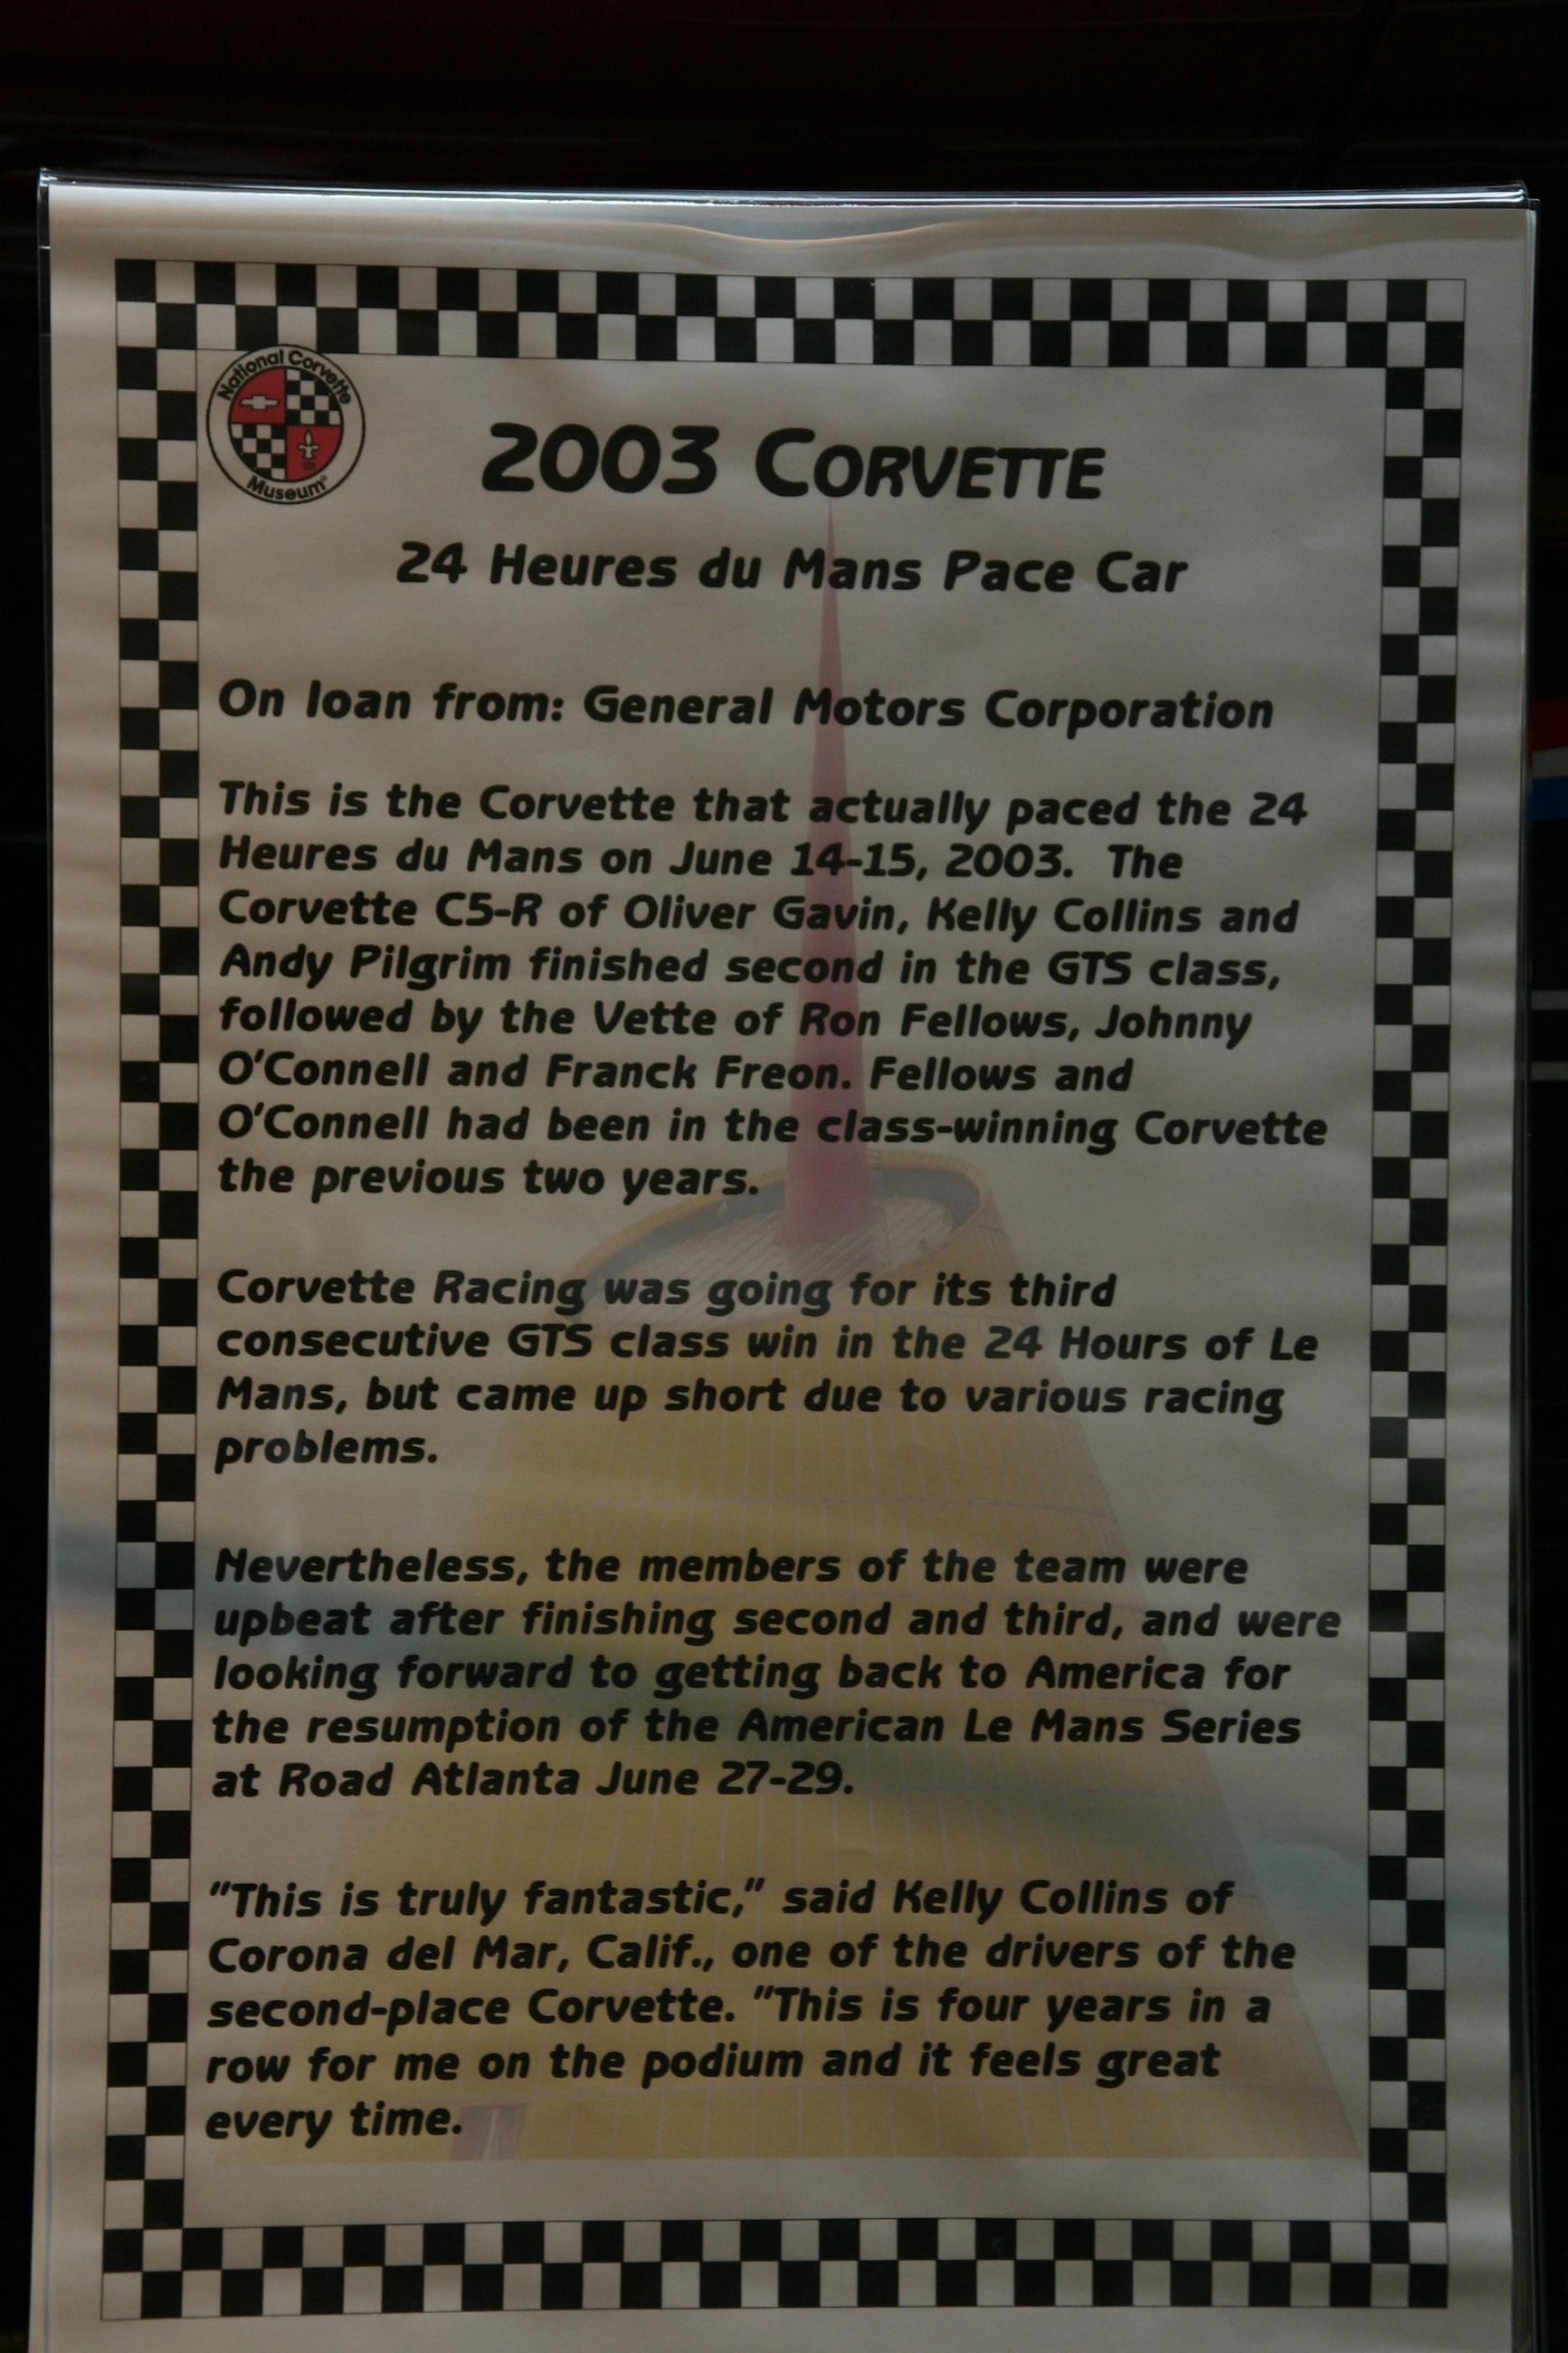 National Corvette
Museum
2003 CORVETTE
24 Heures du Mans Pace Car
On loan from: General Motors Corporation
This is the Corvette that actually paced the 24
Heures du Mans on June 14-15, 2003.  The
Corvette C5-R of Oliver Gavin, Kelly Collins and
Andy Pilgrim finished second in the GTS class,
followed by the Vette of Ron Fellows, Johnny
O'Connell and Franck Freon. Fellows and
O'Connell had been in the class-winning Corvette
the previous two years.
Corvette Racing was going for its third
consecutive GTS class win in the 24 Hours of Le
Mans, but came up short due to various racing
problems.
Nevertheless, the members of the team were
upbeat after finishing second and third, and were
looking forward to getting back to America for
the resumption of the American Le Mans Series
at Road Atlanta June 27-29.
"This is truly fantastic," said Kelly Collins of
Corona del Mar, Calif., one of the drivers of the
second-place Corvette. "This is four years in a
row for me on the podium and it feels great
every time.